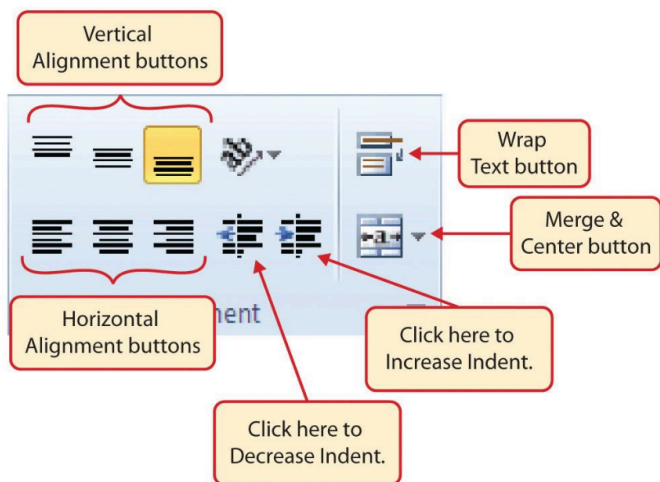 Vertical
Alignment buttons
Wrap
Text button
a
Merge &
Center button
Horizontal
Alignment buttons
nent
Click here to
Increase Indent.
Click here to
Decrease Indent.